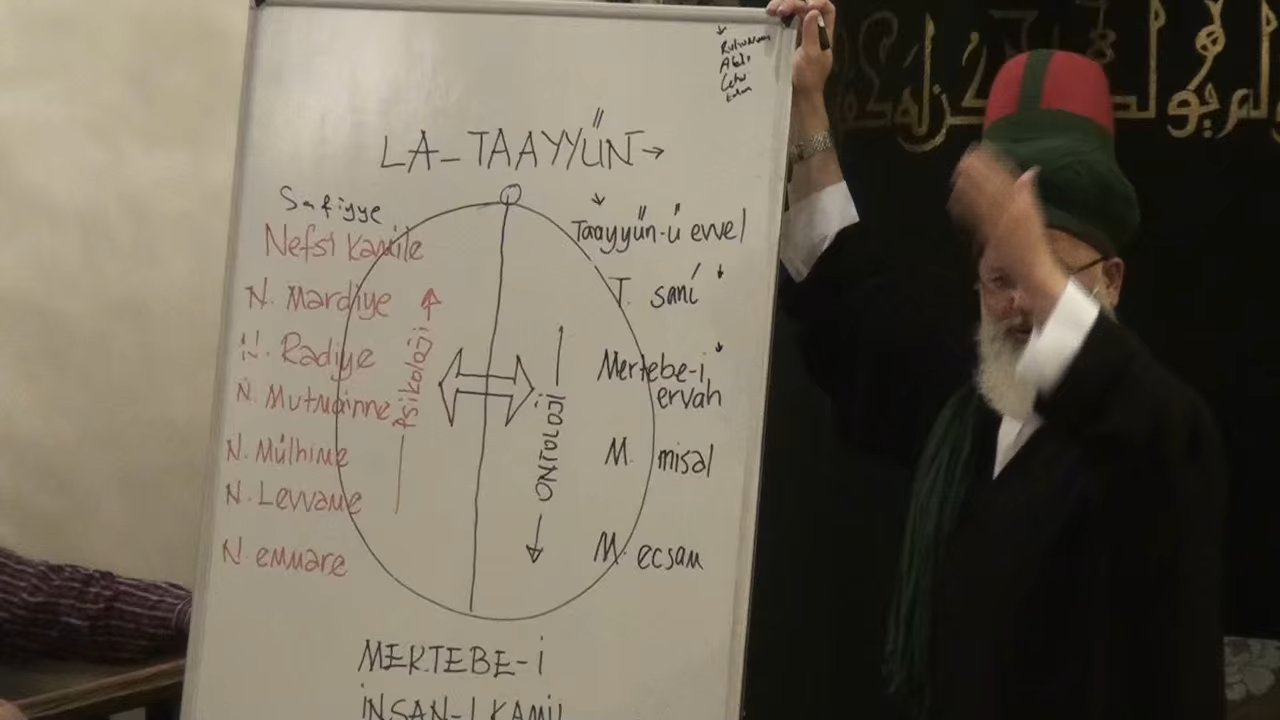 LA-TAAYYÜN→
Safiyye
Nefsi Kamile
N. Mardiye
N. Radiye
N. Mutmainne
N. Mülhime
N. Levvame
N. emmare
Psikoloji
ONTOLOJİ
Taayyün-ü evvel
T. sani
Mertebe-i
ervah
M. misal
M. ecsam
MERTEBE-İ
İNSAN-I KAMİL